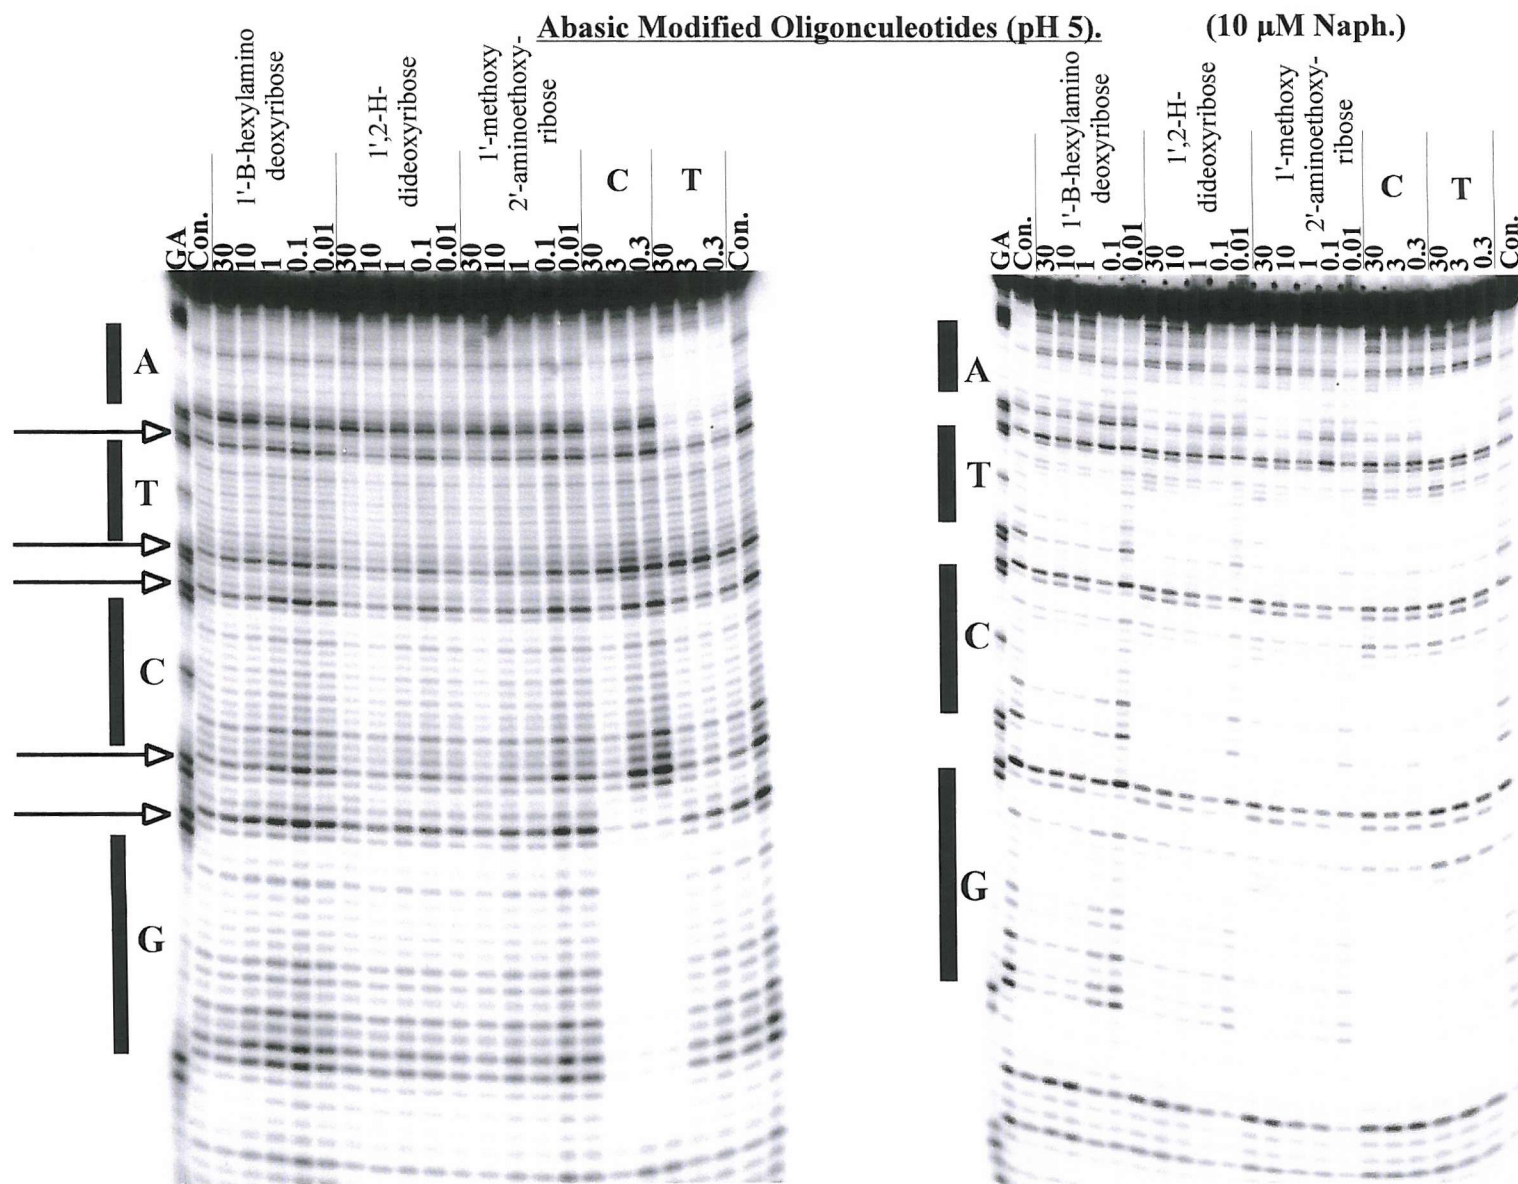 Abasic Modified Oligonculeotides (pH 5). (10 μM Naph.)
1'-B-hexylamino
deoxyribose
1',2-H-
dideoxyribose
1'-methoxy
2'-aminoethoxy-
ribose
C
T
GA
Con.
30
10
1
0.1
0.01
30
10
1
0.1
0.01
30
10
1
0.1
0.01
30
3
0.3
30
3
0.3
Con.
A
T
C
G
1'-B-hexylamino
deoxyribose
1',2-H-
dideoxyribose
1'-methoxy
2'-aminoethoxy-
ribose
C
T
GA
Con.
30
10
1
0.1
0.01
30
10
1
0.1
0.01
30
10
1
0.1
0.01
30
3
0.3
30
3
0.3
Con.
A
T
C
G